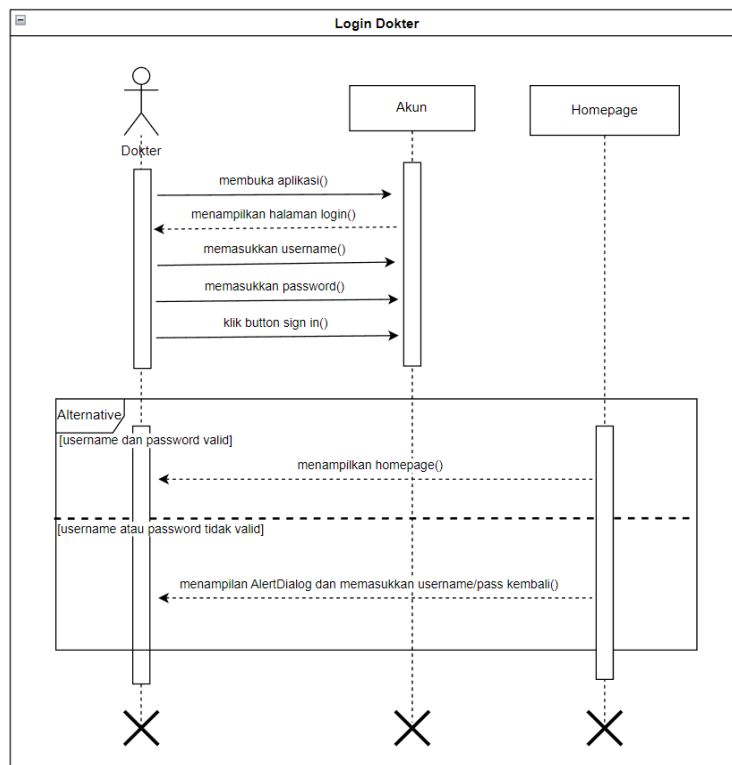 Login Dokter
Akun
Homepage
Dokter
membuka aplikasi()
menampilkan halaman login()
memasukkan username()
memasukkan password()
klik button sign in()
Alternative
[username dan password valid]
menampilkan homepage()
[username atau password tidak valid]
menampilan AlertDialog dan memasukkan username/pass kembali()